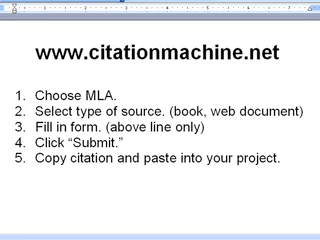 www.citationmachine.net
1. Choose MLA.
2. Select type of source. (book, web document)
3. Fill in form. (above line only)
4. Click “Submit.”
5. Copy citation and paste into your project.